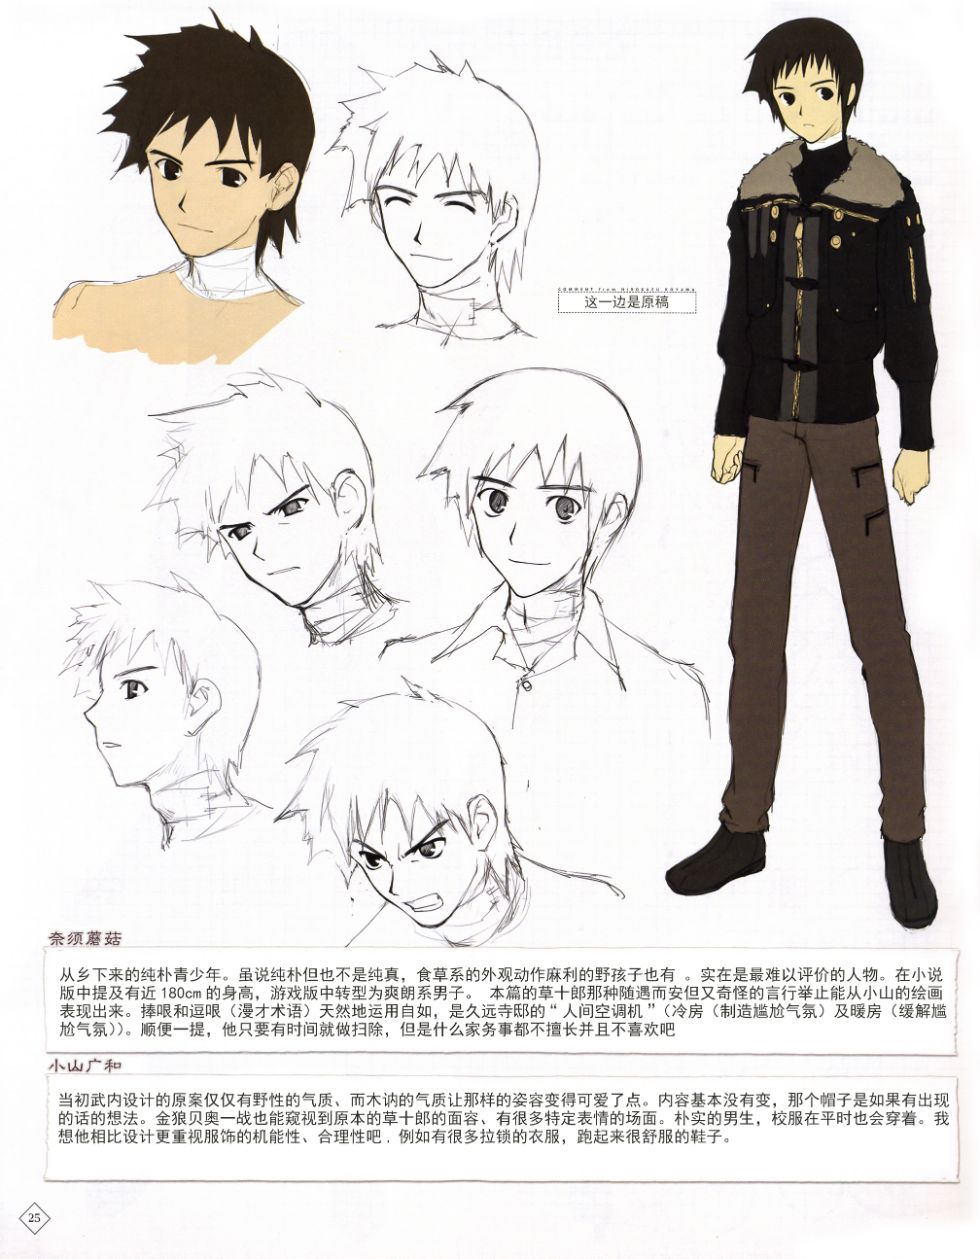 COMMENT from HIROKAZU KOYAMA
这一边是原稿
奈须蘑菇
从乡下来的纯朴青少年。虽说纯朴但也不是纯真，食草系的外观动作麻利的野孩子也有 。实在是最难以评价的人物。在小说
版中提及有近180cm的身高，游戏版中转型为爽朗系男子。 本篇的草十郎那种随遇而安但又奇怪的言行举止能从小山的绘画
表现出来。捧哏和逗哏（漫才术语）天然地运用自如，是久远寺邸的“人间空调机”（冷房（制造尴尬气氛）及暖房（缓解尴
尬气氛））。顺便一提，他只要有时间就做扫除，但是什么家务事都不擅长并且不喜欢吧
小山广和
当初武内设计的原案仅仅有野性的气质、而木讷的气质让那样的姿容变得可爱了点。内容基本没有变，那个帽子是如果有出现
的话的想法。金狼贝奥一战也能窥视到原本的草十郎的面容、有很多特定表情的场面。朴实的男生，校服在平时也会穿着。我
想他相比设计更重视服饰的机能性、合理性吧．例如有很多拉锁的衣服，跑起来很舒服的鞋子。
25